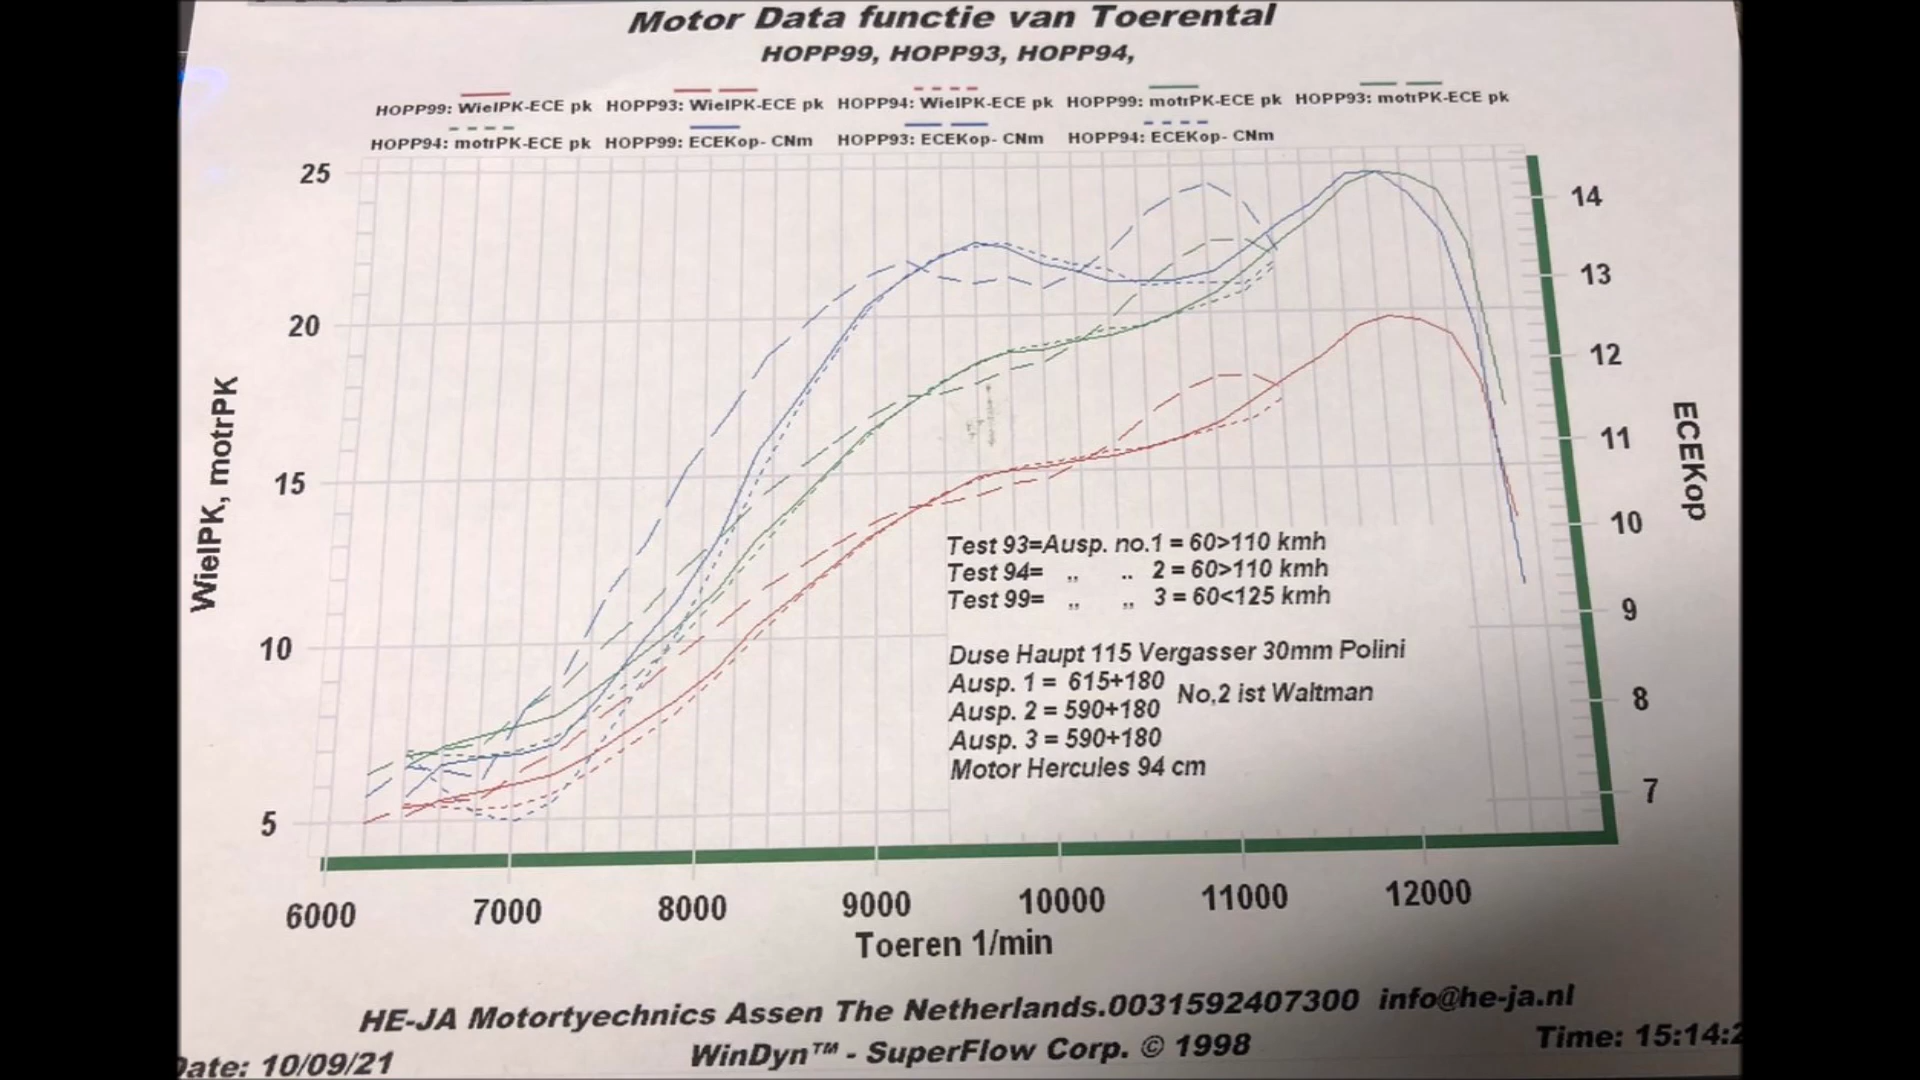 Motor Data functie van Toerental
HOPP99, HOPP93, HOPP94,
HOPP99: WielPK-ECE pk HOPP93: WielPK-ECE pk HOPP94: WielPK-ECE pk HOPP99: motrPK-ECE pk HOPP93: motrPK-ECE pk
HOPP94: motrPK-ECE pk HOPP99: ECEKop- CNm HOPP93: ECEKop- CNm HOPP94: ECEKop- CNm
25
20
15
10
5
WielPK, motrPK
14
13
12
11
10
9
8
7
ECEKop
Test 93=Ausp. no.1 = 60>110 kmh
Test 94= ,, .. 2 = 60>110 kmh
Test 99= ,, ,, 3 = 60<125 kmh
Duse Haupt 115 Vergasser 30mm Polini
Ausp. 1 = 615+180
No,2 ist Waltman
Ausp. 2 = 590+180
Ausp. 3 = 590+180
Motor Hercules 94 cm
6000 7000 8000 9000 10000 11000 12000
Toeren 1/min
HE-JA Motortyechnics Assen The Netherlands.0031592407300 info@he-ja.nl
Date: 10/09/21
WinDyn™ - SuperFlow Corp. © 1998
Time: 15:14:2